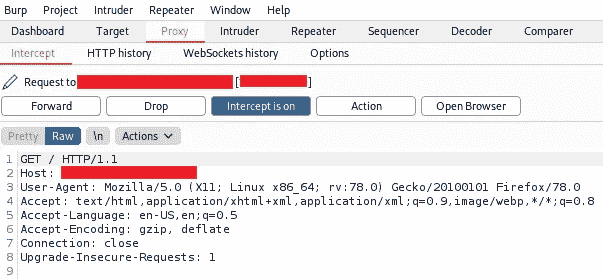 Burp Project Intruder Repeater Window Help
Dashboard Target Proxy Intruder Repeater Sequencer Decoder Comparer
Intercept HTTP history WebSockets history Options
Request to [ ]
Forward Drop Intercept is on Action Open Browser
Pretty Raw \n Actions
1 GET / HTTP/1.1
2 Host:
3 User-Agent: Mozilla/5.0 (X11; Linux x86_64; rv:78.0) Gecko/20100101 Firefox/78.0
4 Accept: text/html,application/xhtml+xml,application/xml;q=0.9,image/webp,*/*;q=0.8
5 Accept-Language: en-US,en;q=0.5
6 Accept-Encoding: gzip, deflate
7 Connection: close
8 Upgrade-Insecure-Requests: 1
9